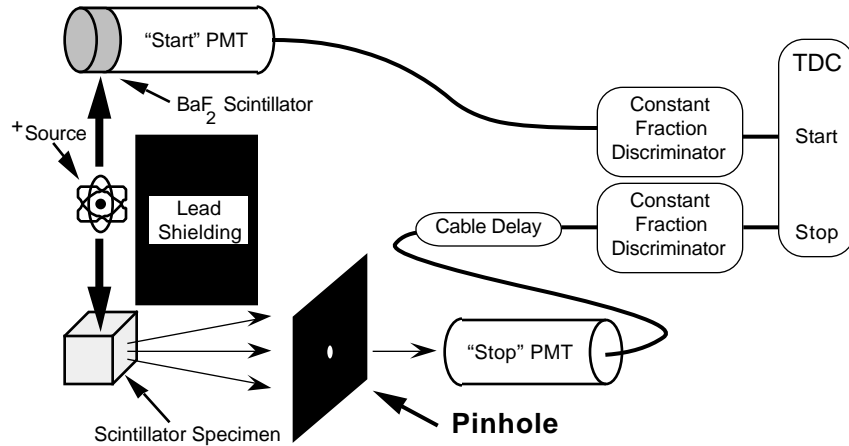 “Start” PMT
BaF2 Scintillator
+Source
Lead
Shielding
Constant
Fraction
Discriminator
TDC
Start
Constant
Fraction
Discriminator
Stop
Cable Delay
“Stop” PMT
Pinhole
Scintillator Specimen